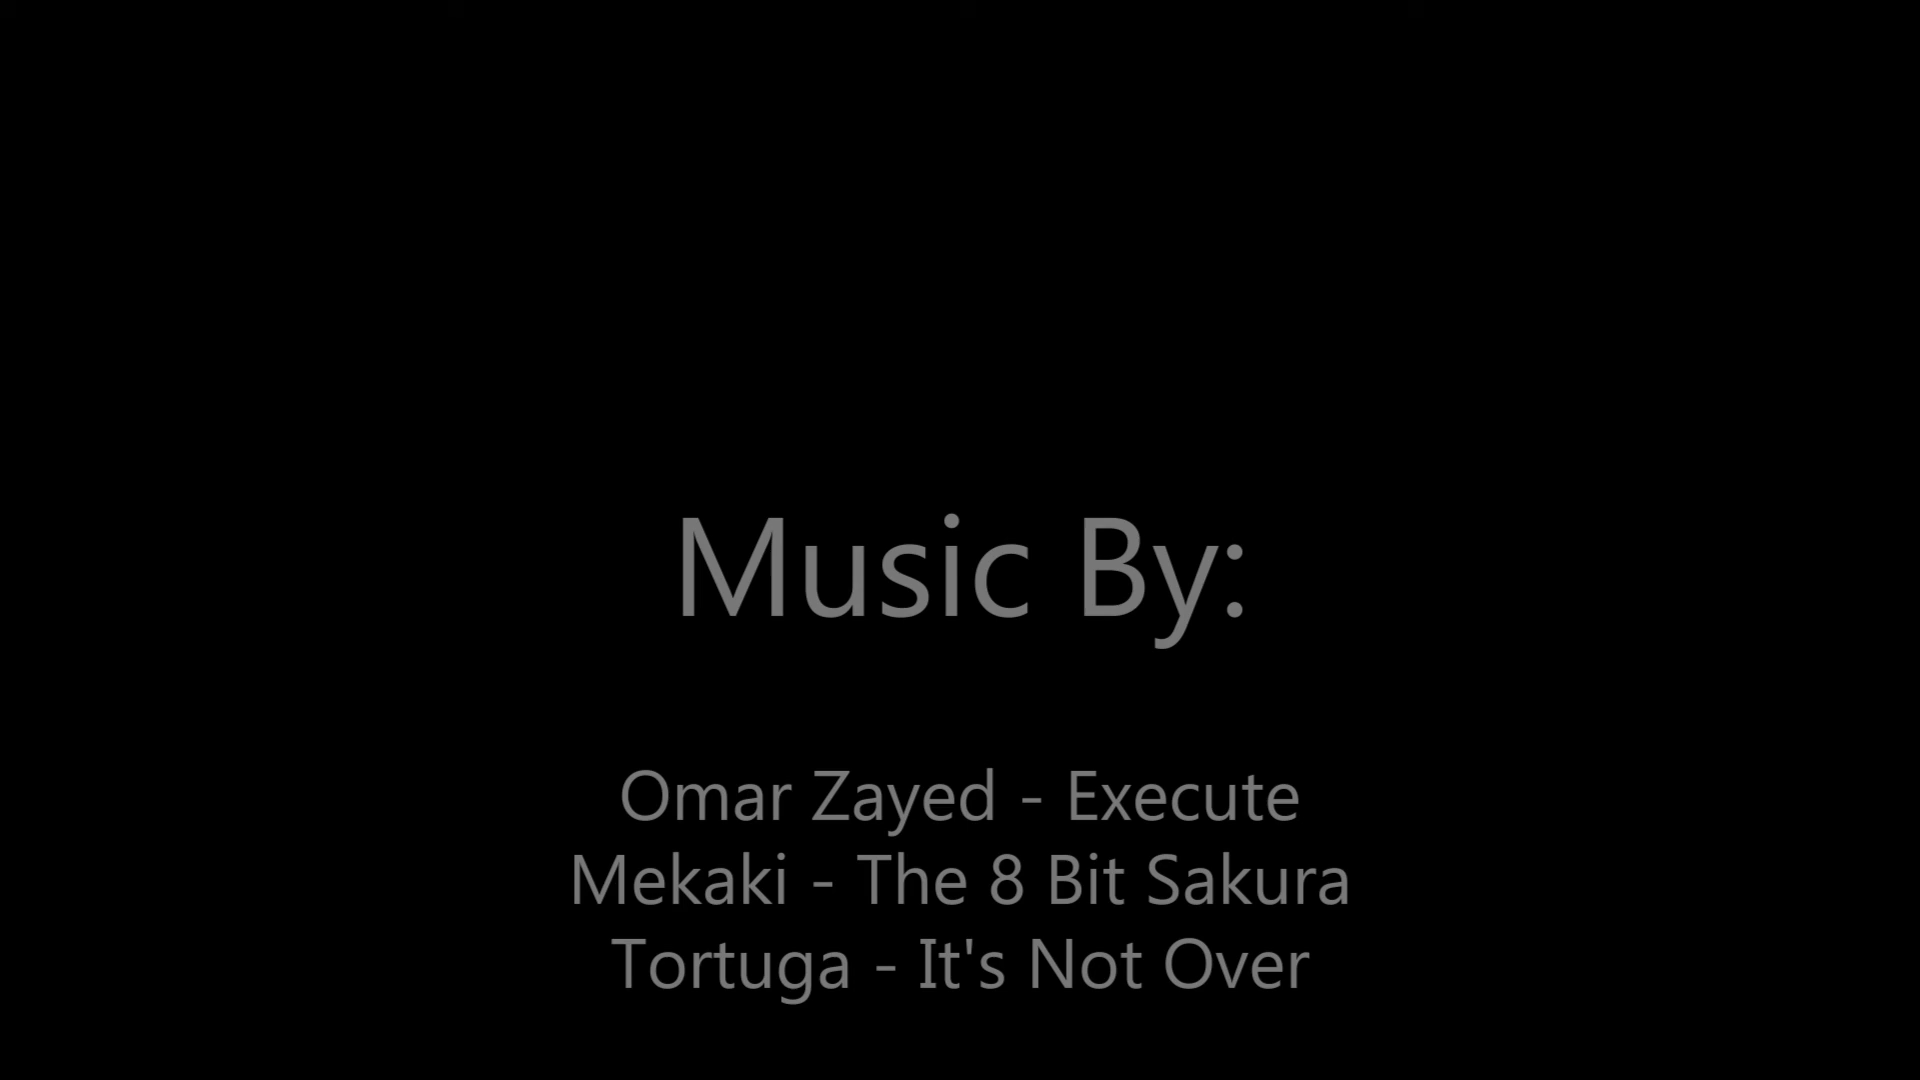 Music By:
Omar Zayed - Execute
Mekaki - The 8 Bit Sakura
Tortuga - It's Not Over